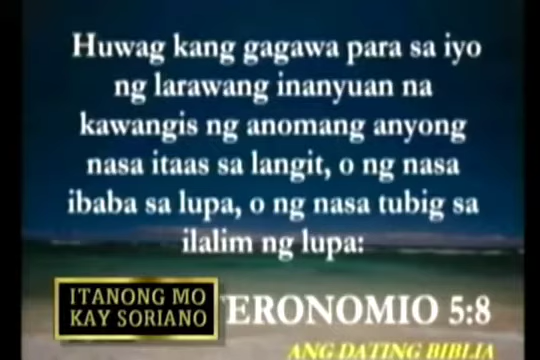 Huwag kang gagawa para sa iyo
ng larawang inanyuan na
kawangis ng anomang anyong
nasa itaas sa langit, o ng nasa
ibaba sa lupa, o ng nasa tubig sa
ilalim ng lupa:
ITANONG MO
KAY SORIANO
ERONOMIO 5:8
ANG DATING BIBLIA